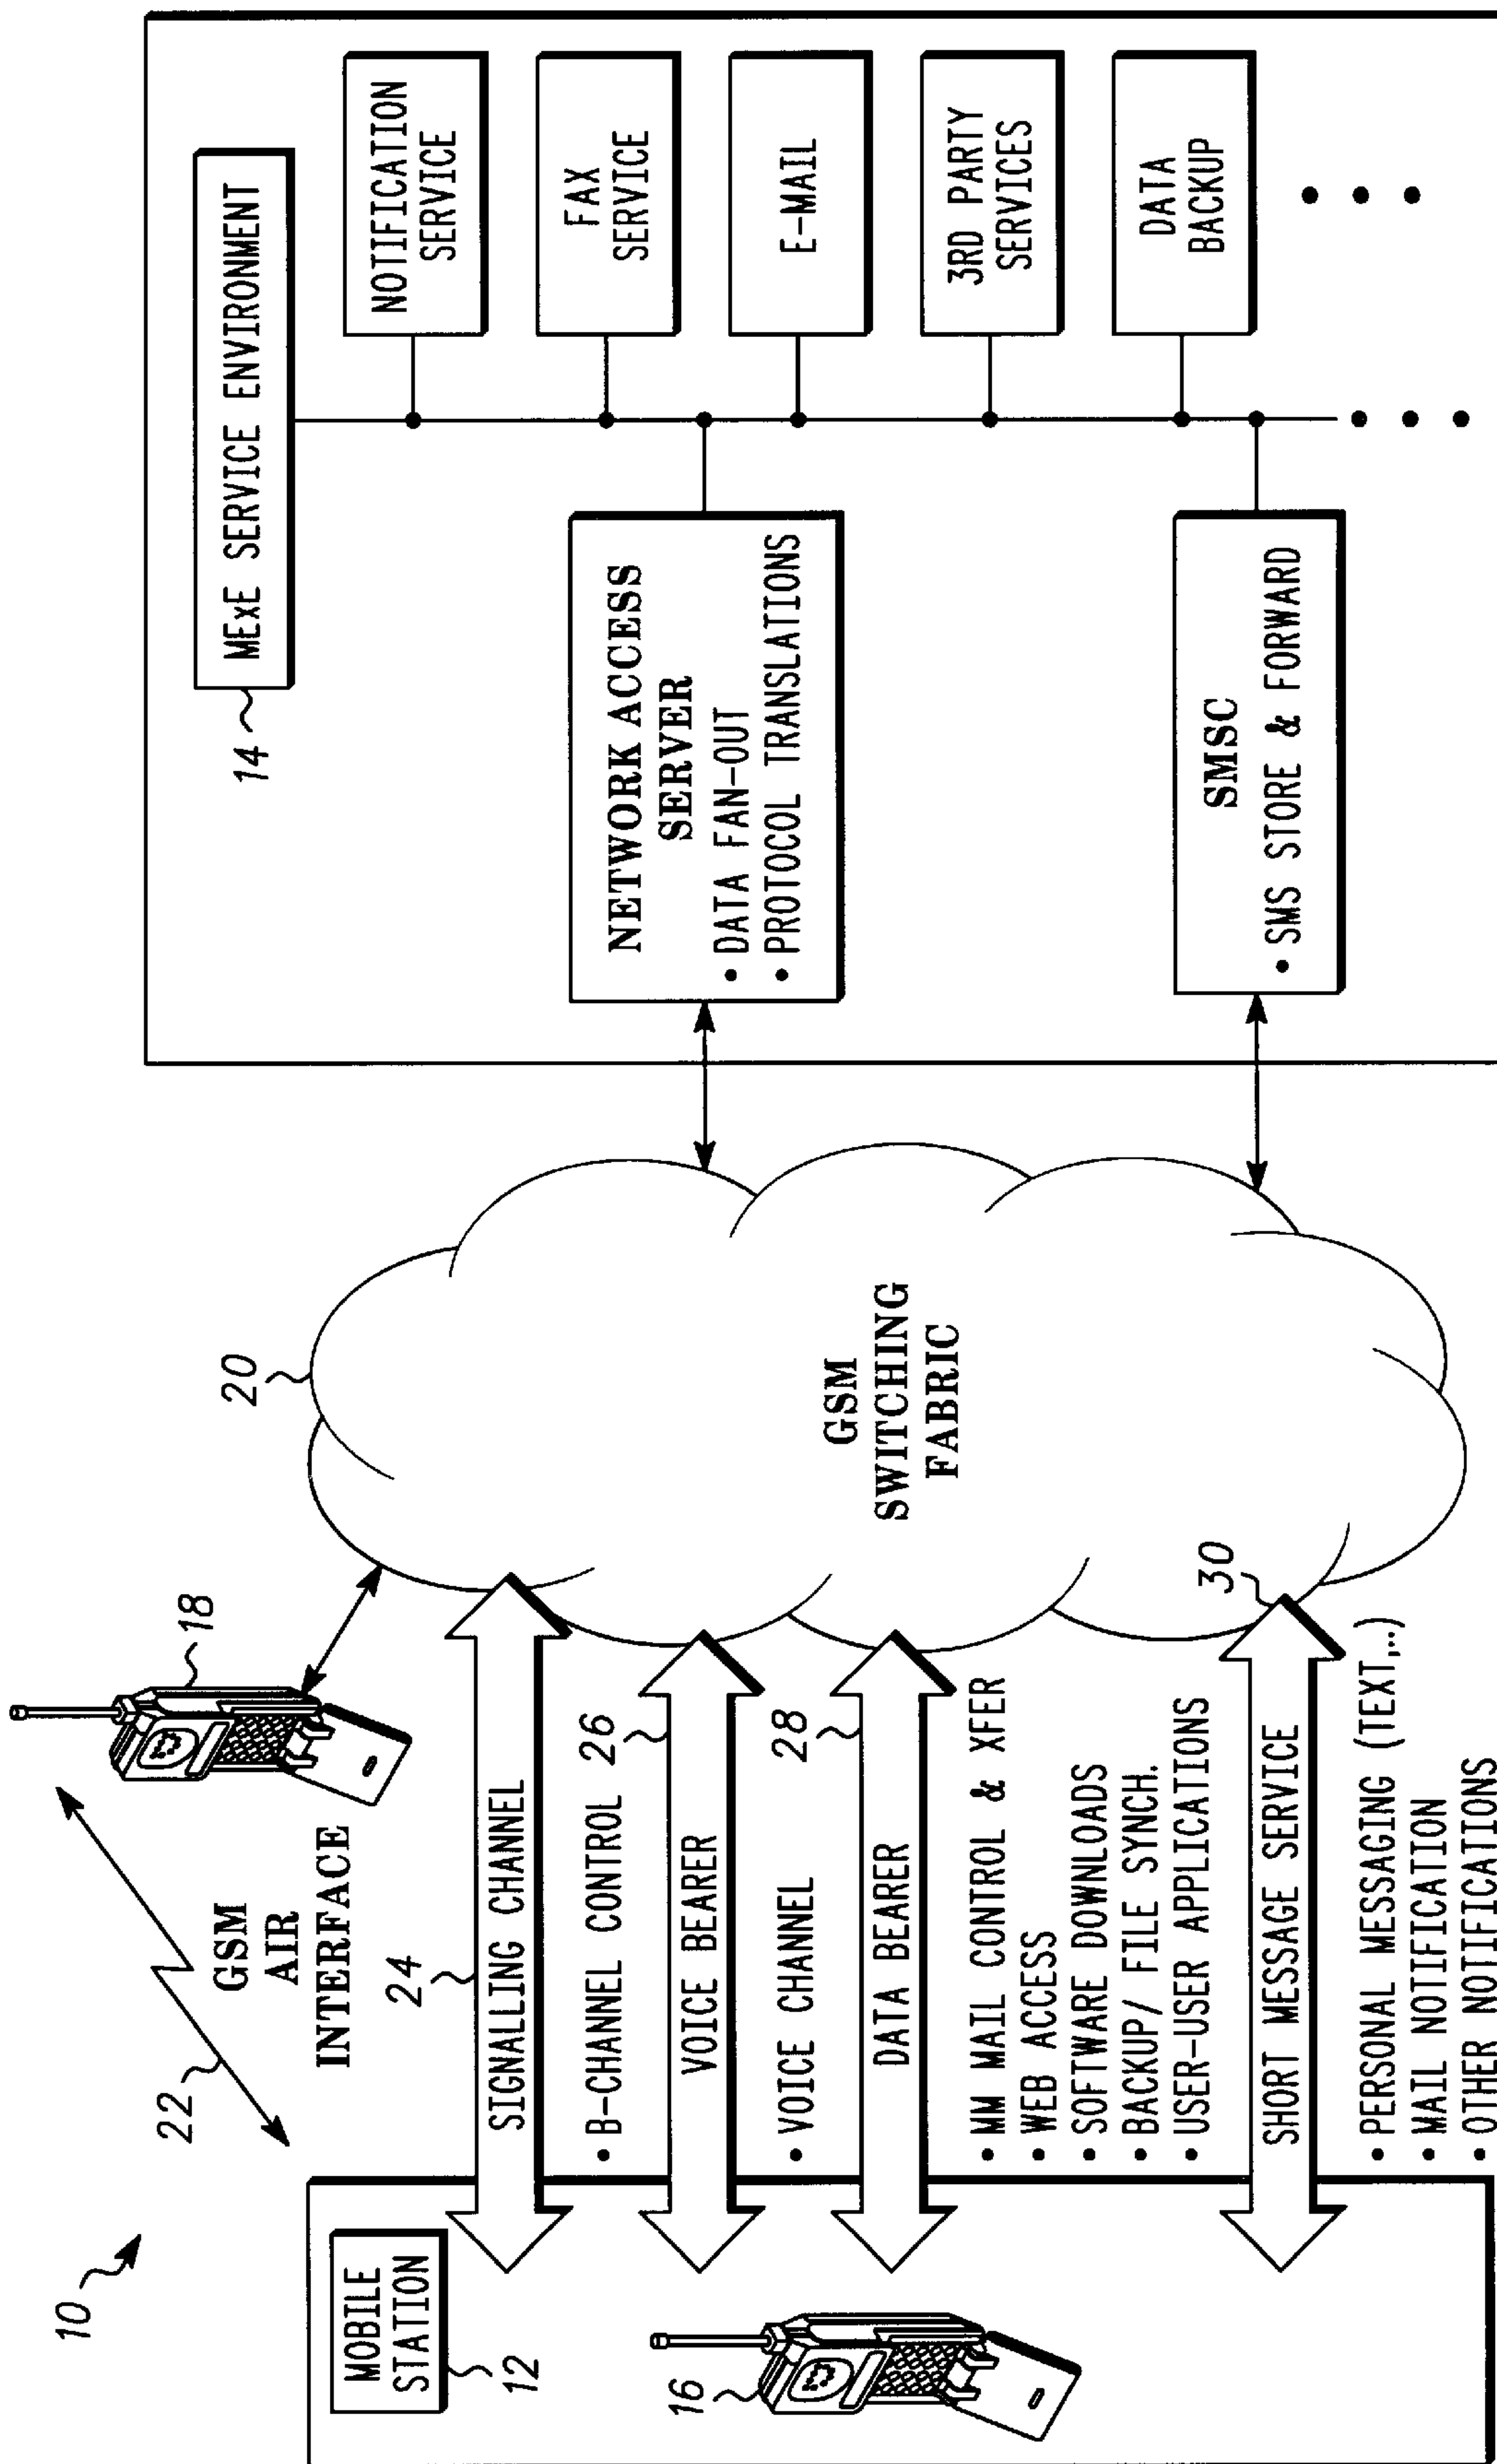 10
MOBILE
STATION
12
16
22
GSM
AIR
INTERFACE
18
20
24
SIGNALLING CHANNEL
• B-CHANNEL CONTROL
26
VOICE BEARER
• VOICE CHANNEL
28
DATA BEARER
• MM MAIL CONTROL & XFER
• WEB ACCESS
• SOFTWARE DOWNLOADS
• BACKUP/ FILE SYNCH.
• USER-USER APPLICATIONS
30
SHORT MESSAGE SERVICE
• PERSONAL MESSAGING (TEXT,..)
• MAIL NOTIFICATION
• OTHER NOTIFICATIONS
GSM
SWITCHING
FABRIC
14
MEXE SERVICE ENVIRONMENT
NETWORK ACCESS
SERVER
• DATA FAN-OUT
• PROTOCOL TRANSLATIONS
SMSC
• SMS STORE & FORWARD
NOTIFICATION
SERVICE
FAX
SERVICE
E-MAIL
3RD PARTY
SERVICES
DATA
BACKUP